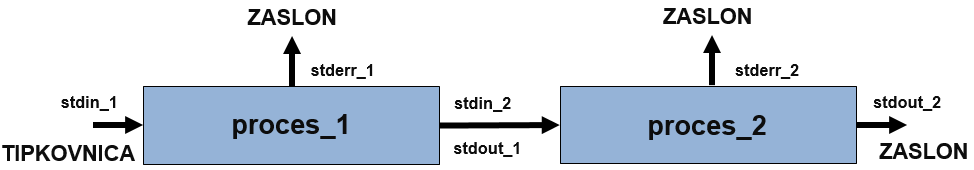 ZASLON
ZASLON
stderr_1
stderr_2
stdin_1
stdin_2
stdout_2
proces_1
proces_2
TIPKOVNICA
stdout_1
ZASLON